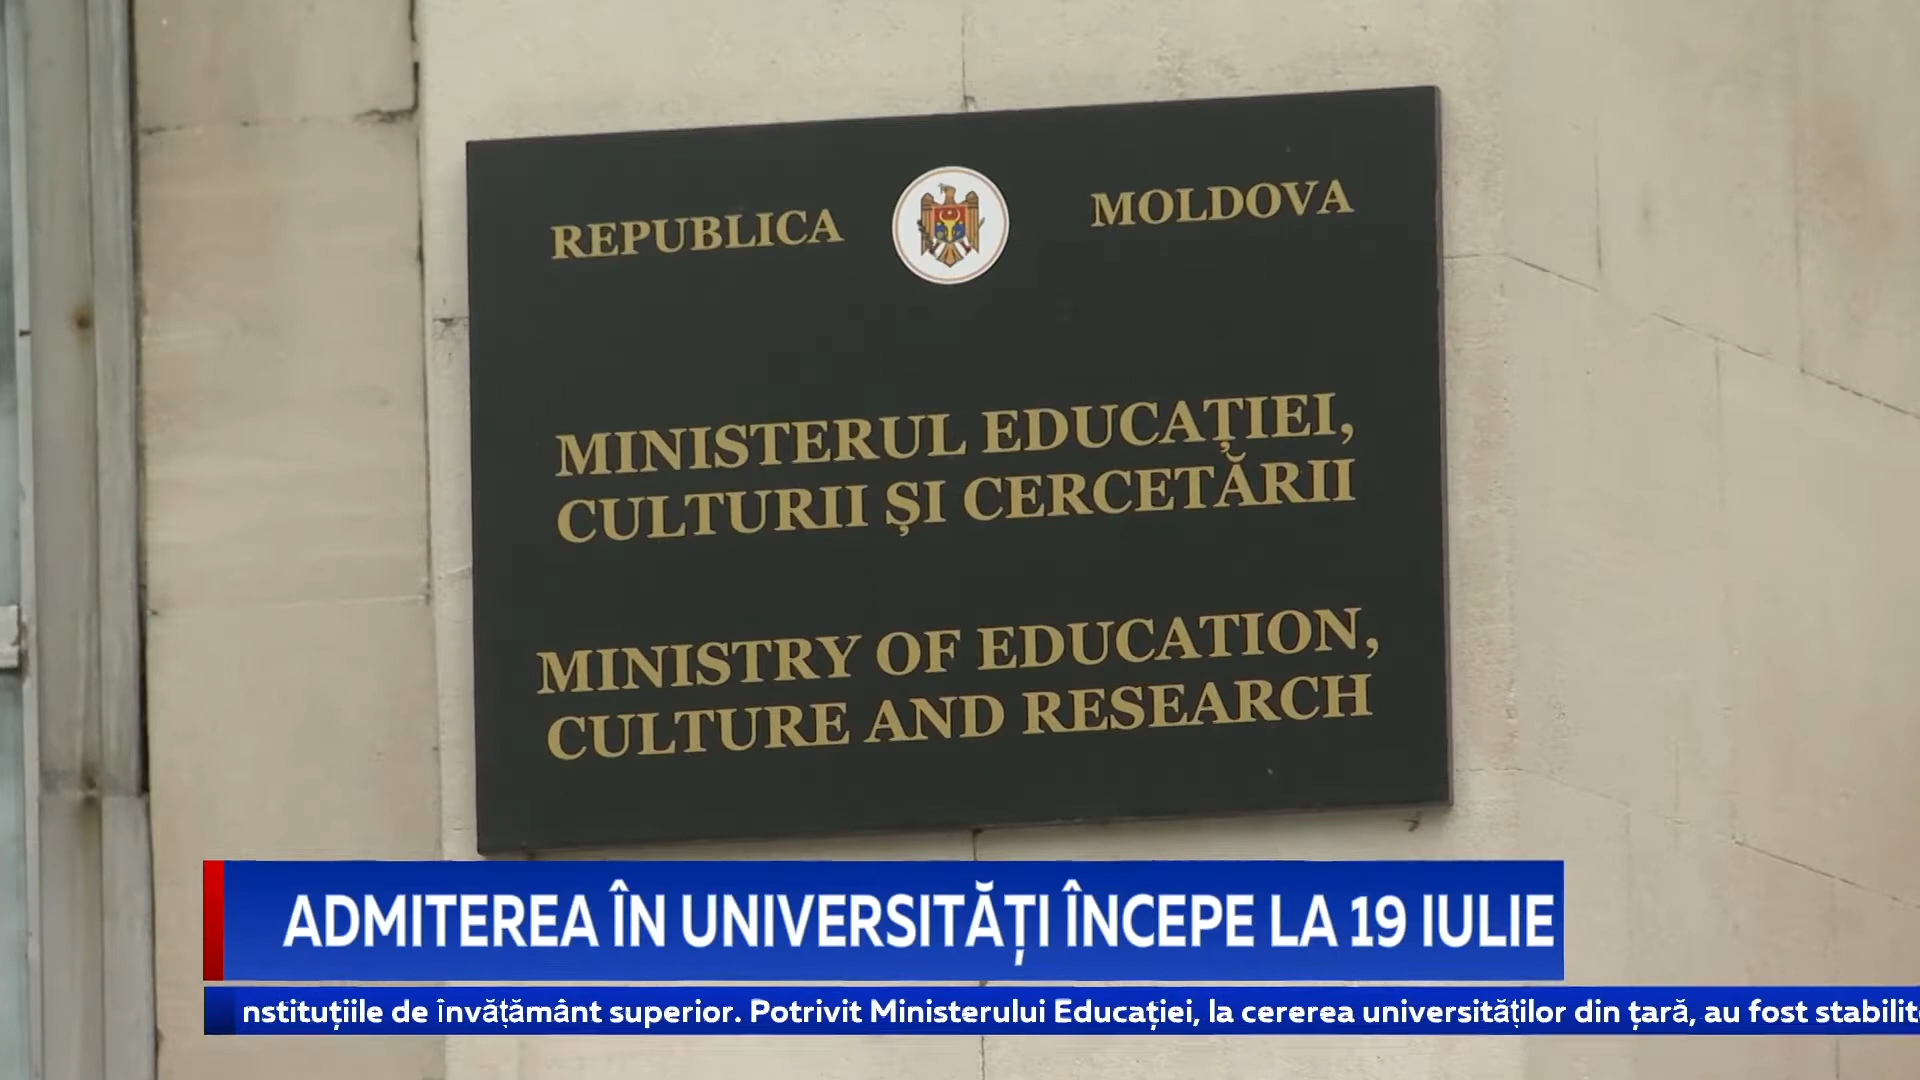 REPUBLICA MOLDOVA
MINISTERUL EDUCAȚIEI,
CULTURII ȘI CERCETĂRII
MINISTRY OF EDUCATION,
CULTURE AND RESEARCH
ADMITEREA ÎN UNIVERSITĂȚI ÎNCEPE LA 19 IULIE
nstituțiile de învățământ superior. Potrivit Ministerului Educației, la cererea universităților din țară, au fost stabilit